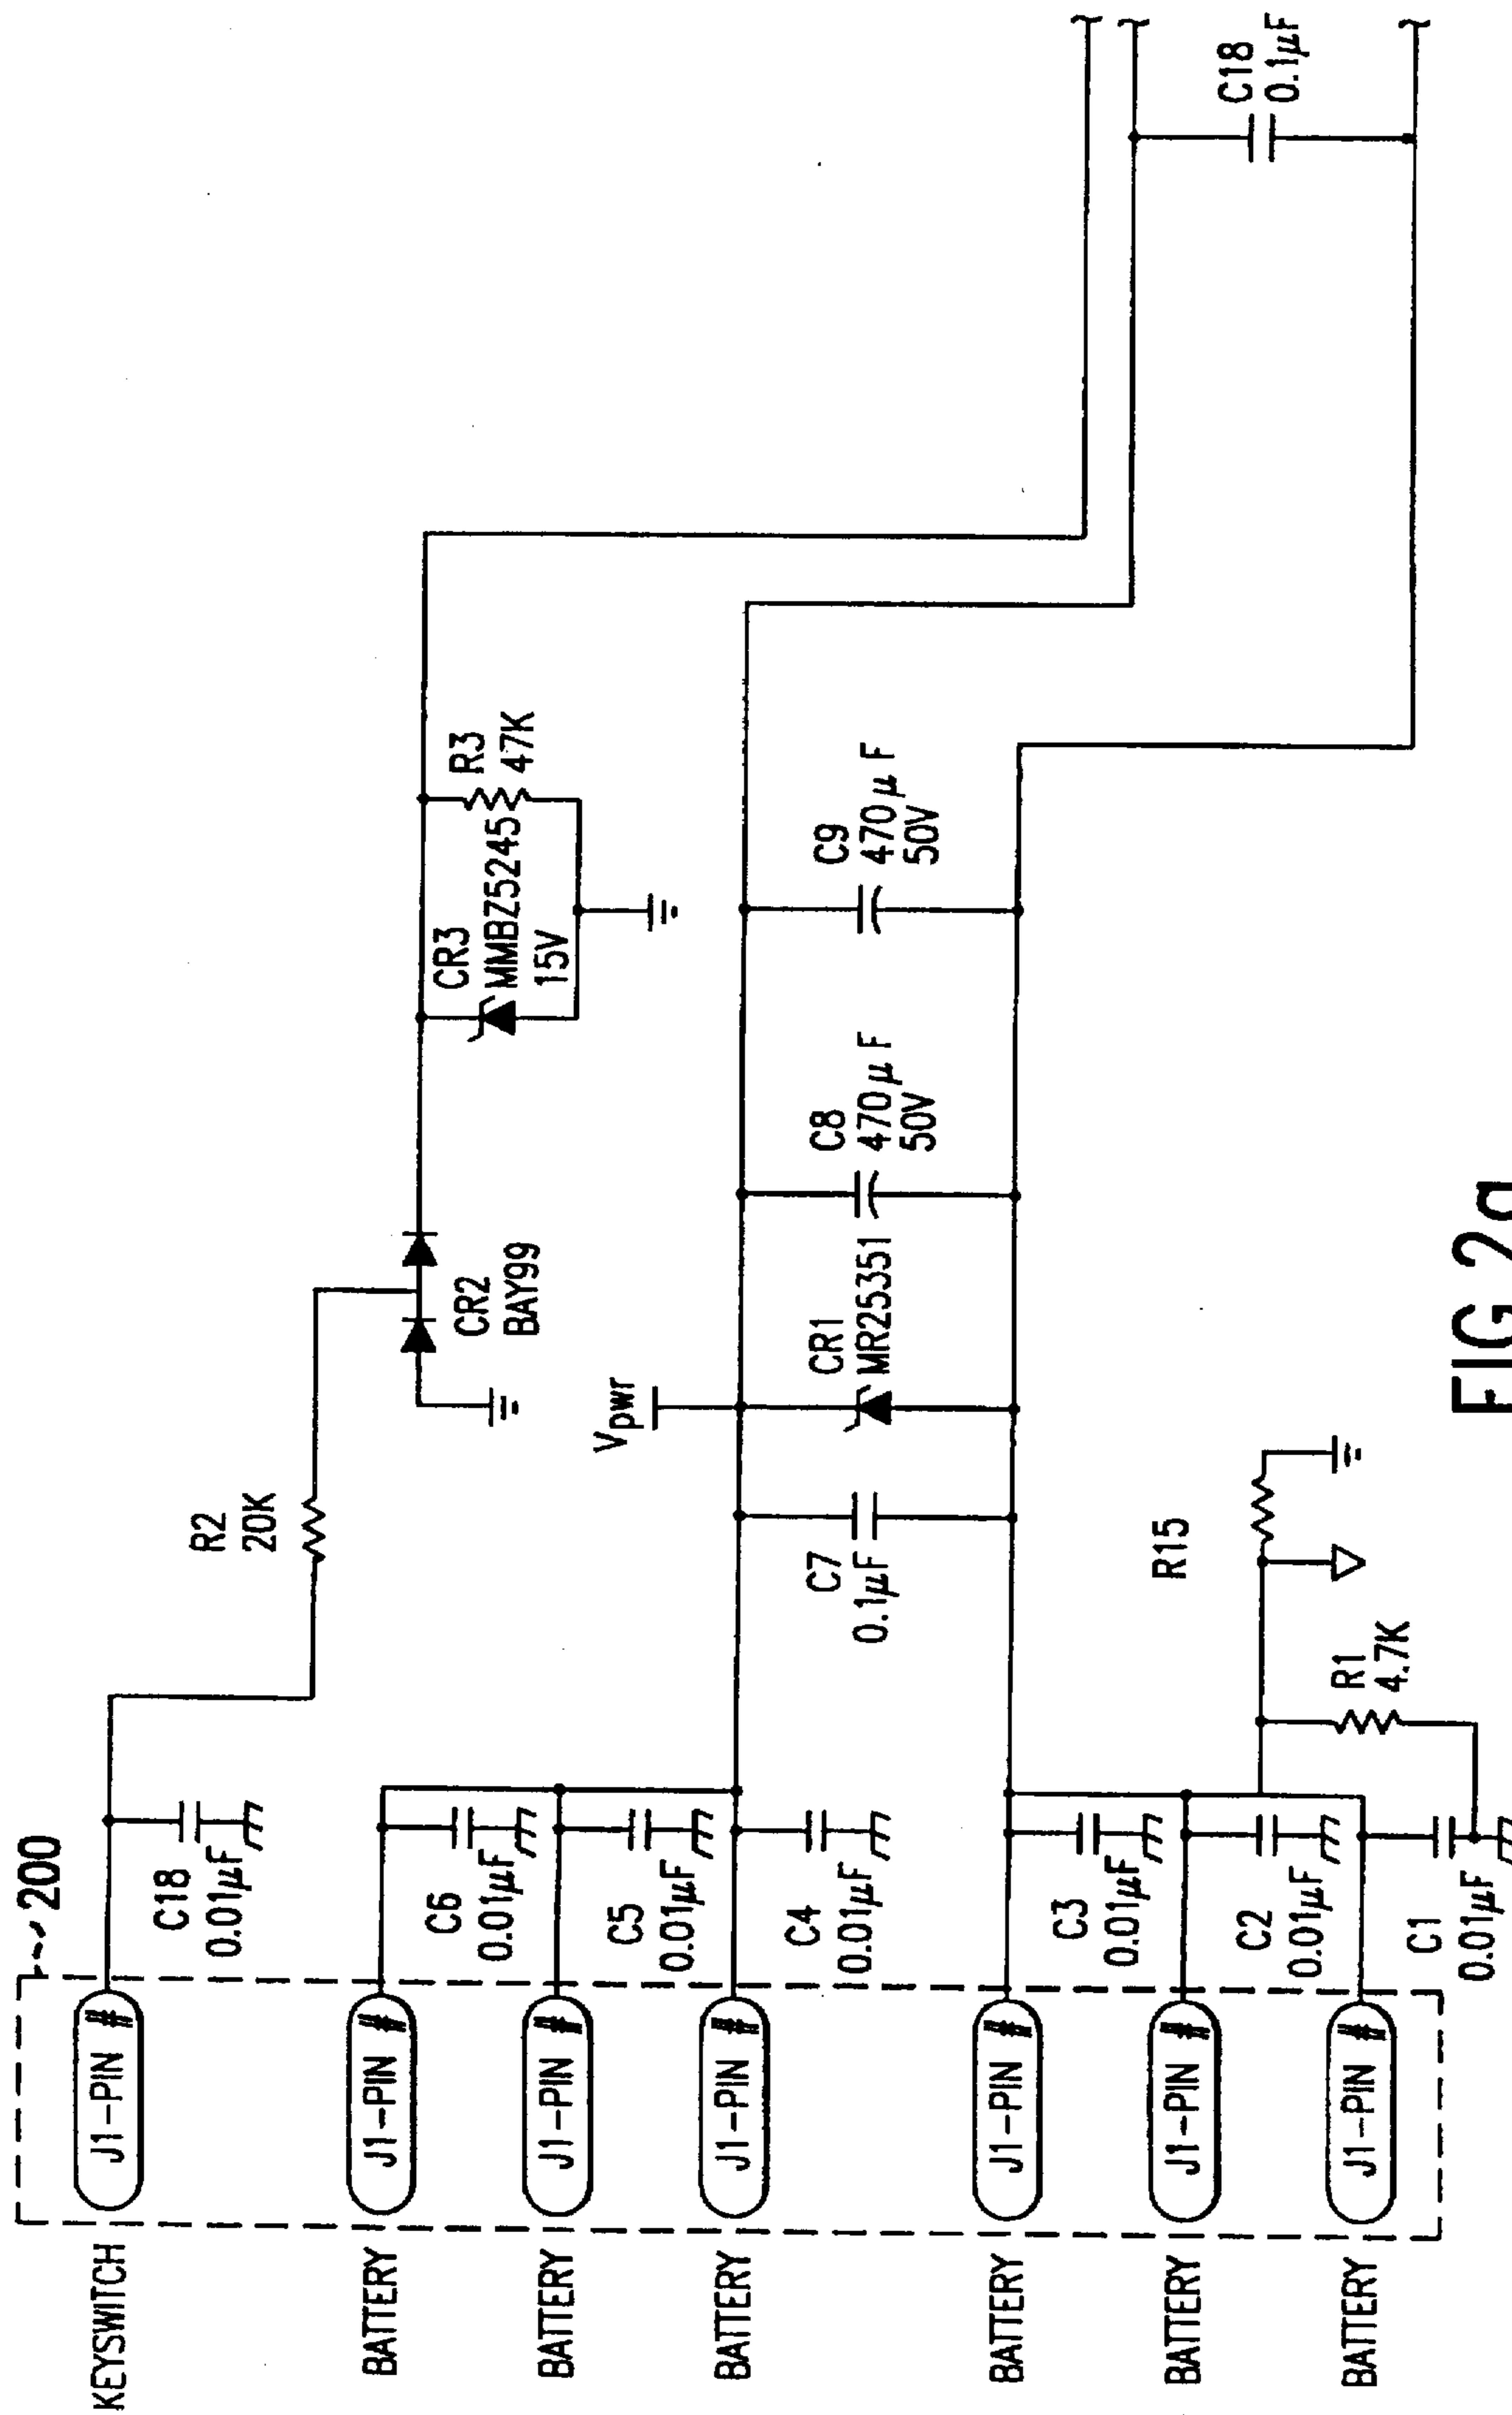 200
KEYSWITCH
J1-PIN #
C18
0.01µF
R2
20K
BATTERY
J1-PIN #
C6
0.01µF
CR2
BAY99
CR3
MMBZ5245
15V
R3
47K
BATTERY
J1-PIN #
C5
0.01µF
BATTERY
J1-PIN #
C4
0.01µF
Vpwr
C7
0.1µF
CR1
MR25351
C8
470µF
50V
C9
470µF
50V
BATTERY
J1-PIN #
C3
0.01µF
BATTERY
J1-PIN #
C2
0.01µF
BATTERY
J1-PIN #
C1
0.01µF
R1
4.7K
R15
C18
0.1µF
FIG 2a